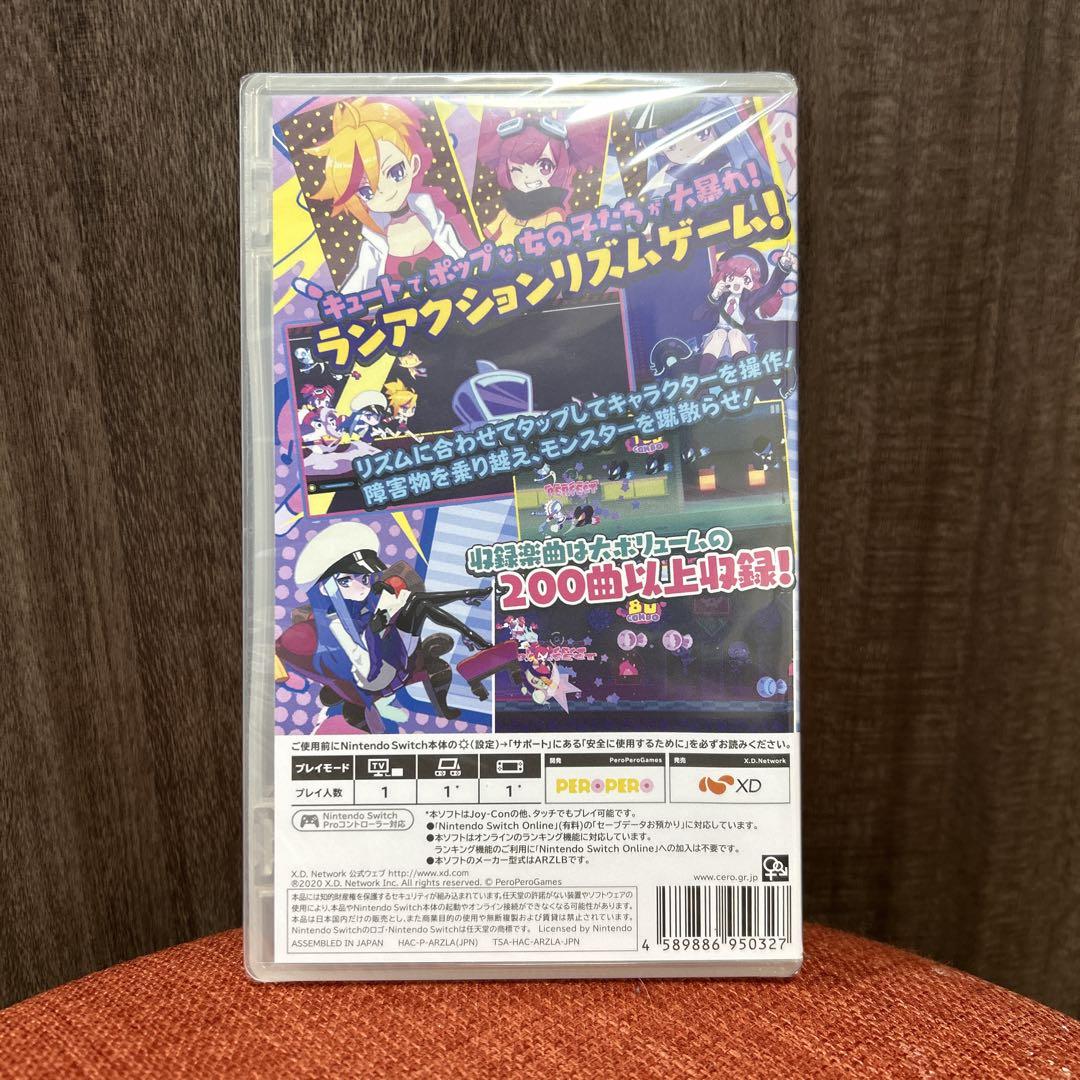 キュートでポップな女の子たちが大暴れ!
ランアクションリズムゲーム!
リズムに合わせてタップしてキャラクターを操作!
障害物を乗り越え、モンスターを蹴散らせ!
COMBO
PERFECT
収録楽曲は大ボリュームの
200曲以上収録!
80
COMBO
ご使用前にNintendo Switch本体の(設定)→「サポート」にある「安全に使用するために」を必ずお読みください。
プレイモード TV
プレイ人数 1 1* 1*
開発 PeroPeroGames
PEROPERO
発売 X.D.Network
XD
Nintendo Switch
Proコントローラー対応
*本ソフトはJoy-Conの他、タッチでもプレイ可能です。
●「Nintendo Switch Online」(有料)の「セーブデータお預かり」に対応しています。
●本ソフトはオンラインのランキング機能に対応しています。
ランキング機能のご利用に「Nintendo Switch Online」への加入は不要です。
●本ソフトのメーカー型式はARZLBです。
X.D. Network 公式ウェブ http://www.xd.com
©2020 X.D. Network Inc. All rights reserved. © PeroPeroGames
www.cero.gr.jp
本品には知的財産権を保護するセキュリティが組み込まれています。任天堂の許諾がない装置やソフトウェアの
使用により、本品やNintendo Switch本体の起動やオンライン接続ができなくなる可能性があります。
本品は日本国内だけの販売とし、また商業目的の使用や無断複製および賃貸は禁止されています。
Nintendo Switchのロゴ・Nintendo Switchは任天堂の商標です。 Licensed by Nintendo
ASSEMBLED IN JAPAN HAC-P-ARZLA(JPN) TSA-HAC-ARZLA-JPN
4 589886 950327